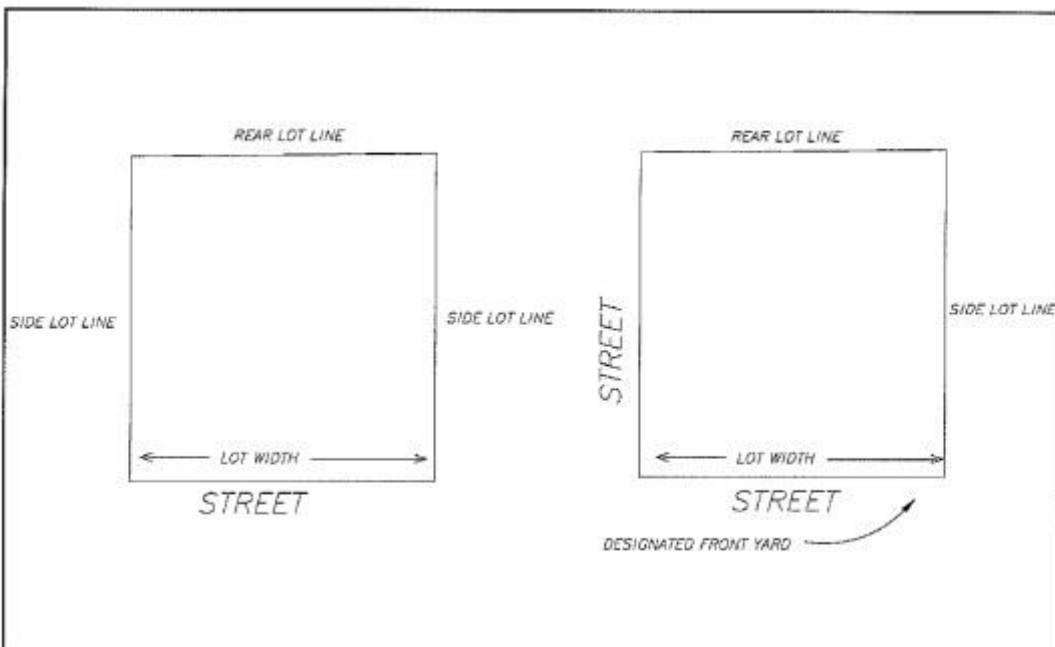 REAR LOT LINE
SIDE LOT LINE
SIDE LOT LINE
LOT WIDTH
STREET
REAR LOT LINE
STREET
SIDE LOT LINE
LOT WIDTH
STREET
DESIGNATED FRONT YARD